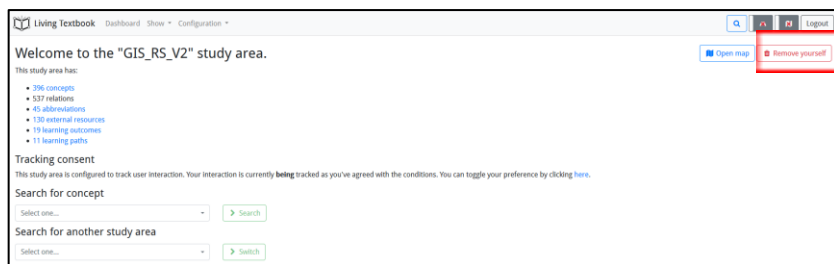 Living Textbook Dashboard Show Configuration Logout
Welcome to the "GIS_RS_V2" study area. Open map Remove yourself
This study area has:
396 concepts
537 relations
45 abbreviations
130 external resources
19 learning outcomes
11 learning paths
Tracking consent
This study area is configured to track user interaction. Your interaction is currently being tracked as you've agreed with the conditions. You can toggle your preference by clicking here.
Search for concept
Select one... Search
Search for another study area
Select one... Switch